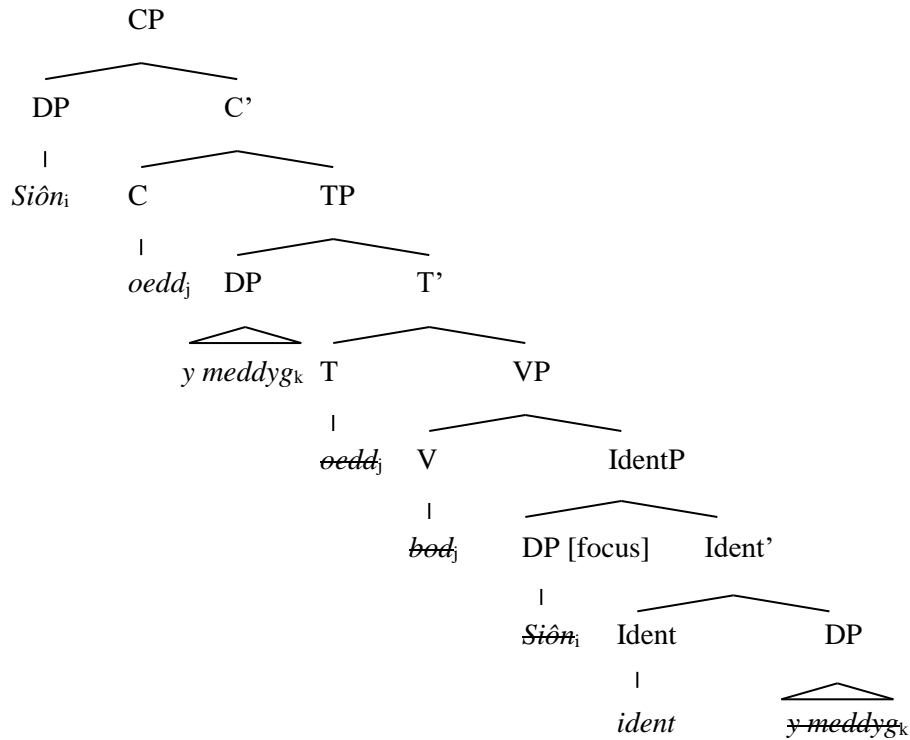 CP
DP C’
Siôni C TP
oeddj DP T’
y meddygk T VP
oeddj V IdentP
bodj DP [focus] Ident’
Siôni Ident DP
ident y meddygk